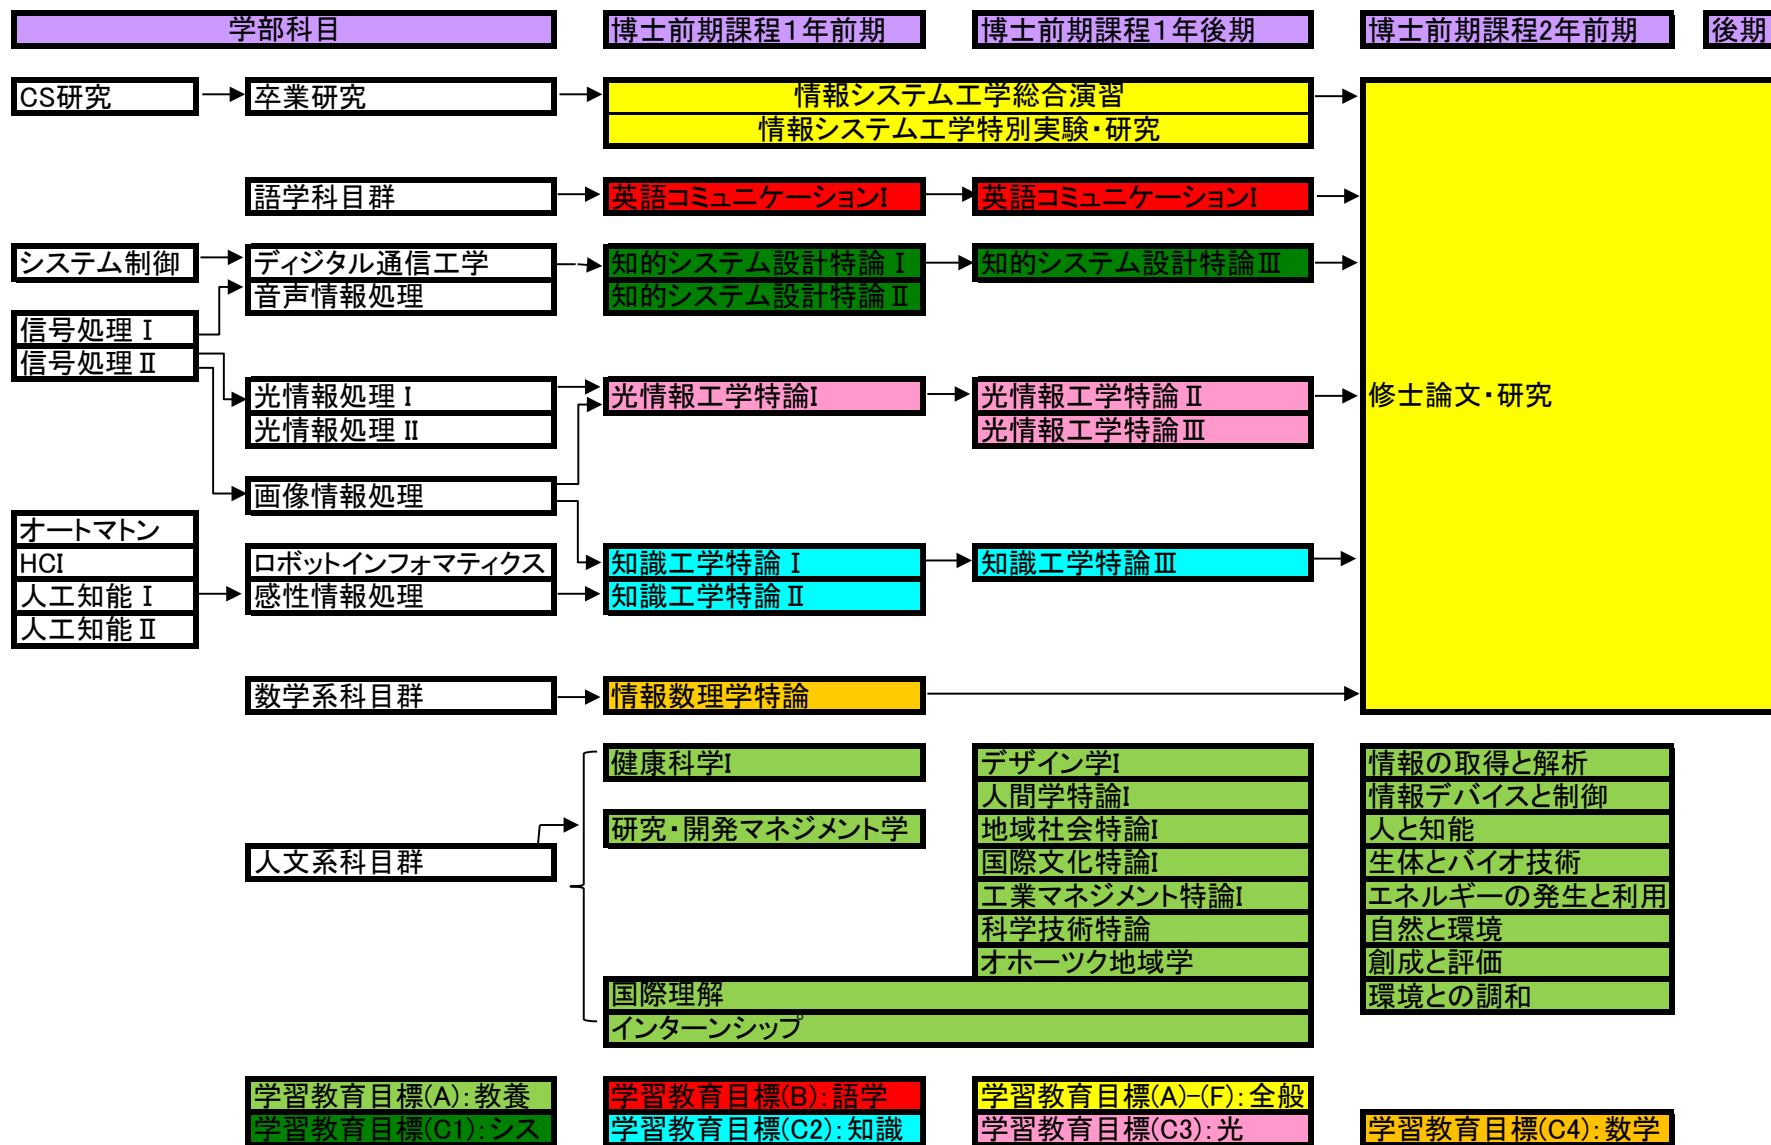 学部科目 博士前期課程1年前期 博士前期課程1年後期 博士前期課程2年前期 後期
CS研究 卒業研究 情報システム工学総合演習
情報システム工学特別実験・研究
語学科目群 英語コミュニケーションI 英語コミュニケーションI
システム制御 ディジタル通信工学 知的システム設計特論Ⅰ 知的システム設計特論Ⅲ
音声情報処理 知的システム設計特論Ⅱ
信号処理Ⅰ
信号処理Ⅱ
光情報処理Ⅰ 光情報工学特論I 光情報工学特論Ⅱ 修士論文・研究
光情報処理II 光情報工学特論Ⅲ
画像情報処理
オートマトン
HCI ロボットインフォマティクス 知識工学特論Ⅰ 知識工学特論Ⅲ
人工知能Ⅰ 感性情報処理 知識工学特論Ⅱ
人工知能Ⅱ
数学系科目群 情報数理学特論
健康科学I デザイン学I 情報の取得と解析
人間学特論I 情報デバイスと制御
研究・開発マネジメント学 地域社会特論I 人と知能
人文系科目群 国際文化特論I 生体とバイオ技術
工業マネジメント特論I エネルギーの発生と利用
科学技術特論 自然と環境
オホーツク地域学 創成と評価
国際理解 環境との調和
インターンシップ
学習教育目標(A):教養 学習教育目標(B):語学 学習教育目標(A)-(F):全般
学習教育目標(C1):シス 学習教育目標(C2):知識 学習教育目標(C3):光 学習教育目標(C4):数学